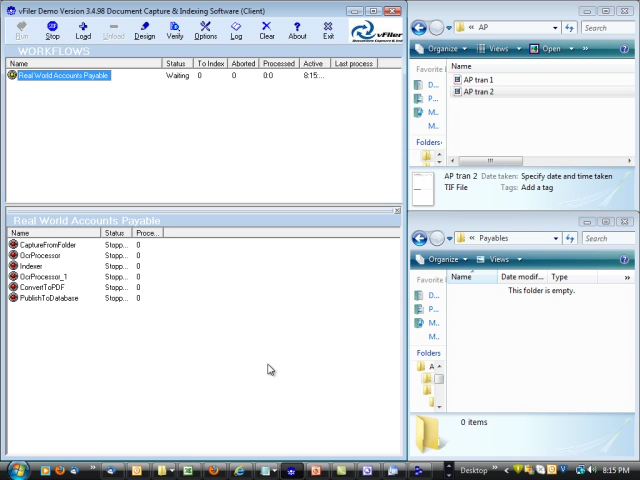 vFiler Demo Version 3.4.98 Document Capture & Indexing Software (Client)
Run Stop Load Unload Design Verify Options Log Clear About Exit
vFiler
WORKFLOWS
Name Status To Index Aborted Processed Active Last process
Real World Accounts Payable Waiting 0 0 0:0 8:15:...
Real World Accounts Payable
Name Status Proce...
CaptureFromFolder Stopp... 0
OcrProcessor Stopp... 0
Indexer Stopp... 0
OcrProcessor_1 Stopp... 0
ConvertToPDF Stopp... 0
PublishToDatabase Stopp... 0
« AP Search
Organize Views Open »
Favorite Name
D...
P...
M...
M..
Folders
AP tran 1
AP tran 2
AP tran 2 Date taken: Specify date and time taken
TIF File Tags: Add a tag
« Payables Search
Organize Views
Favorite Name Date modif... Type »
This folder is empty.
D...
P...
M...
M..
Folders
A
0 items
Desktop » 8:15 PM